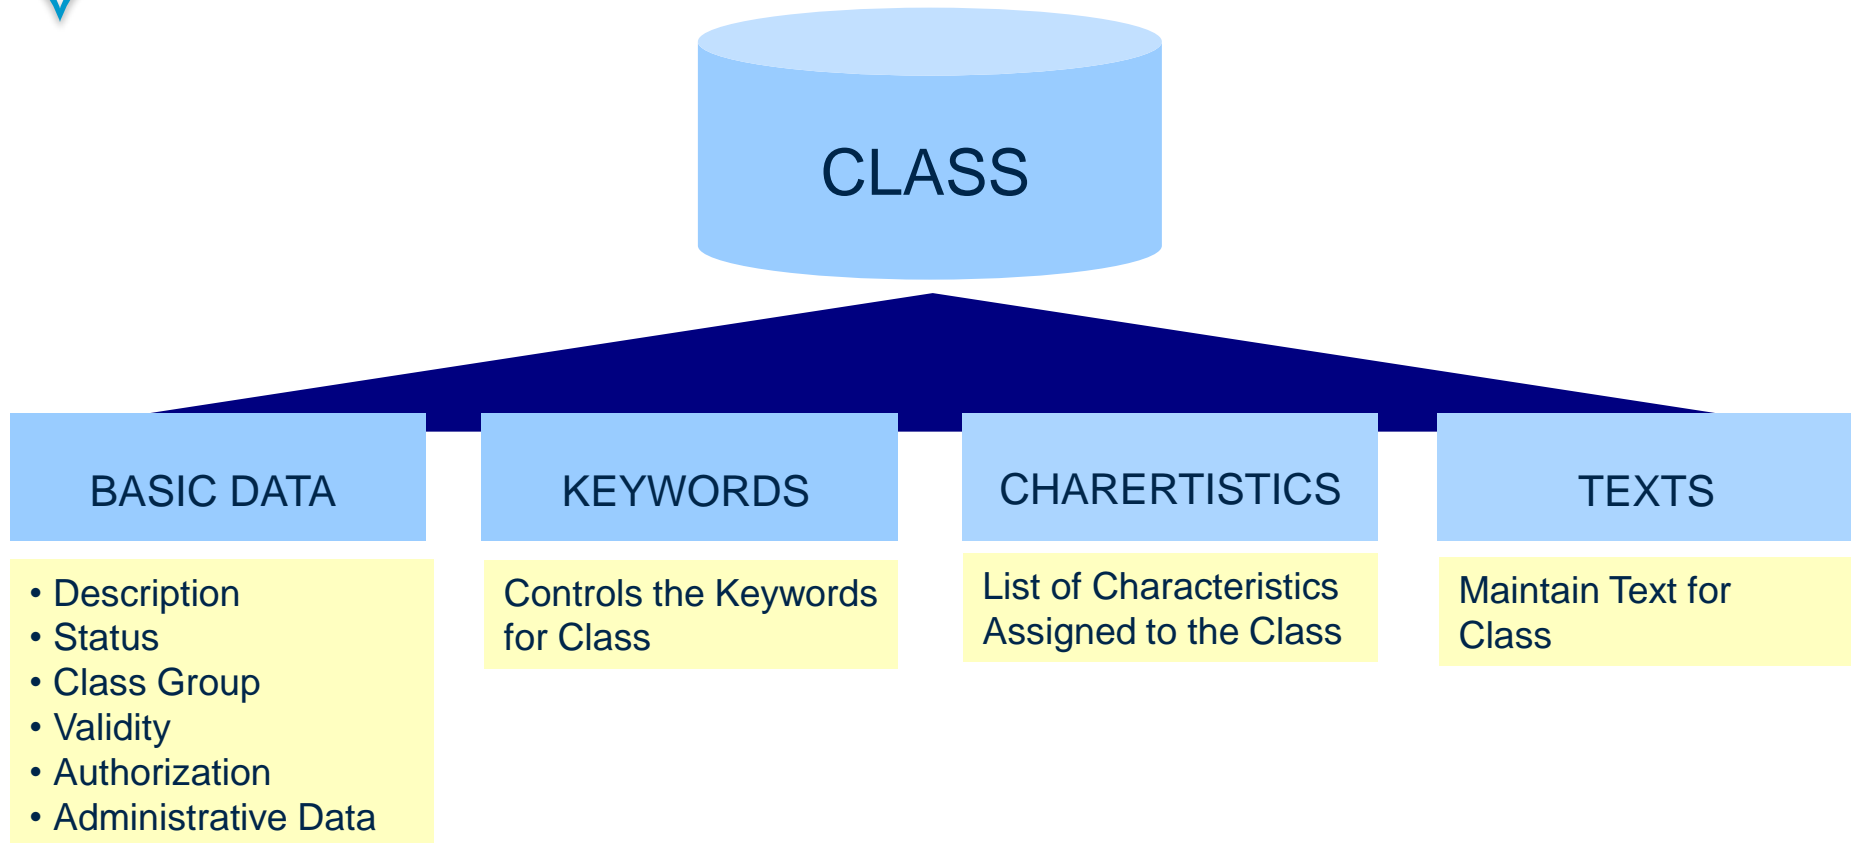 CLASS
BASIC DATA
• Description
• Status
• Class Group
• Validity
• Authorization
• Administrative Data
KEYWORDS
Controls the Keywords
for Class
CHARERTISTICS
List of Characteristics
Assigned to the Class
TEXTS
Maintain Text for
Class